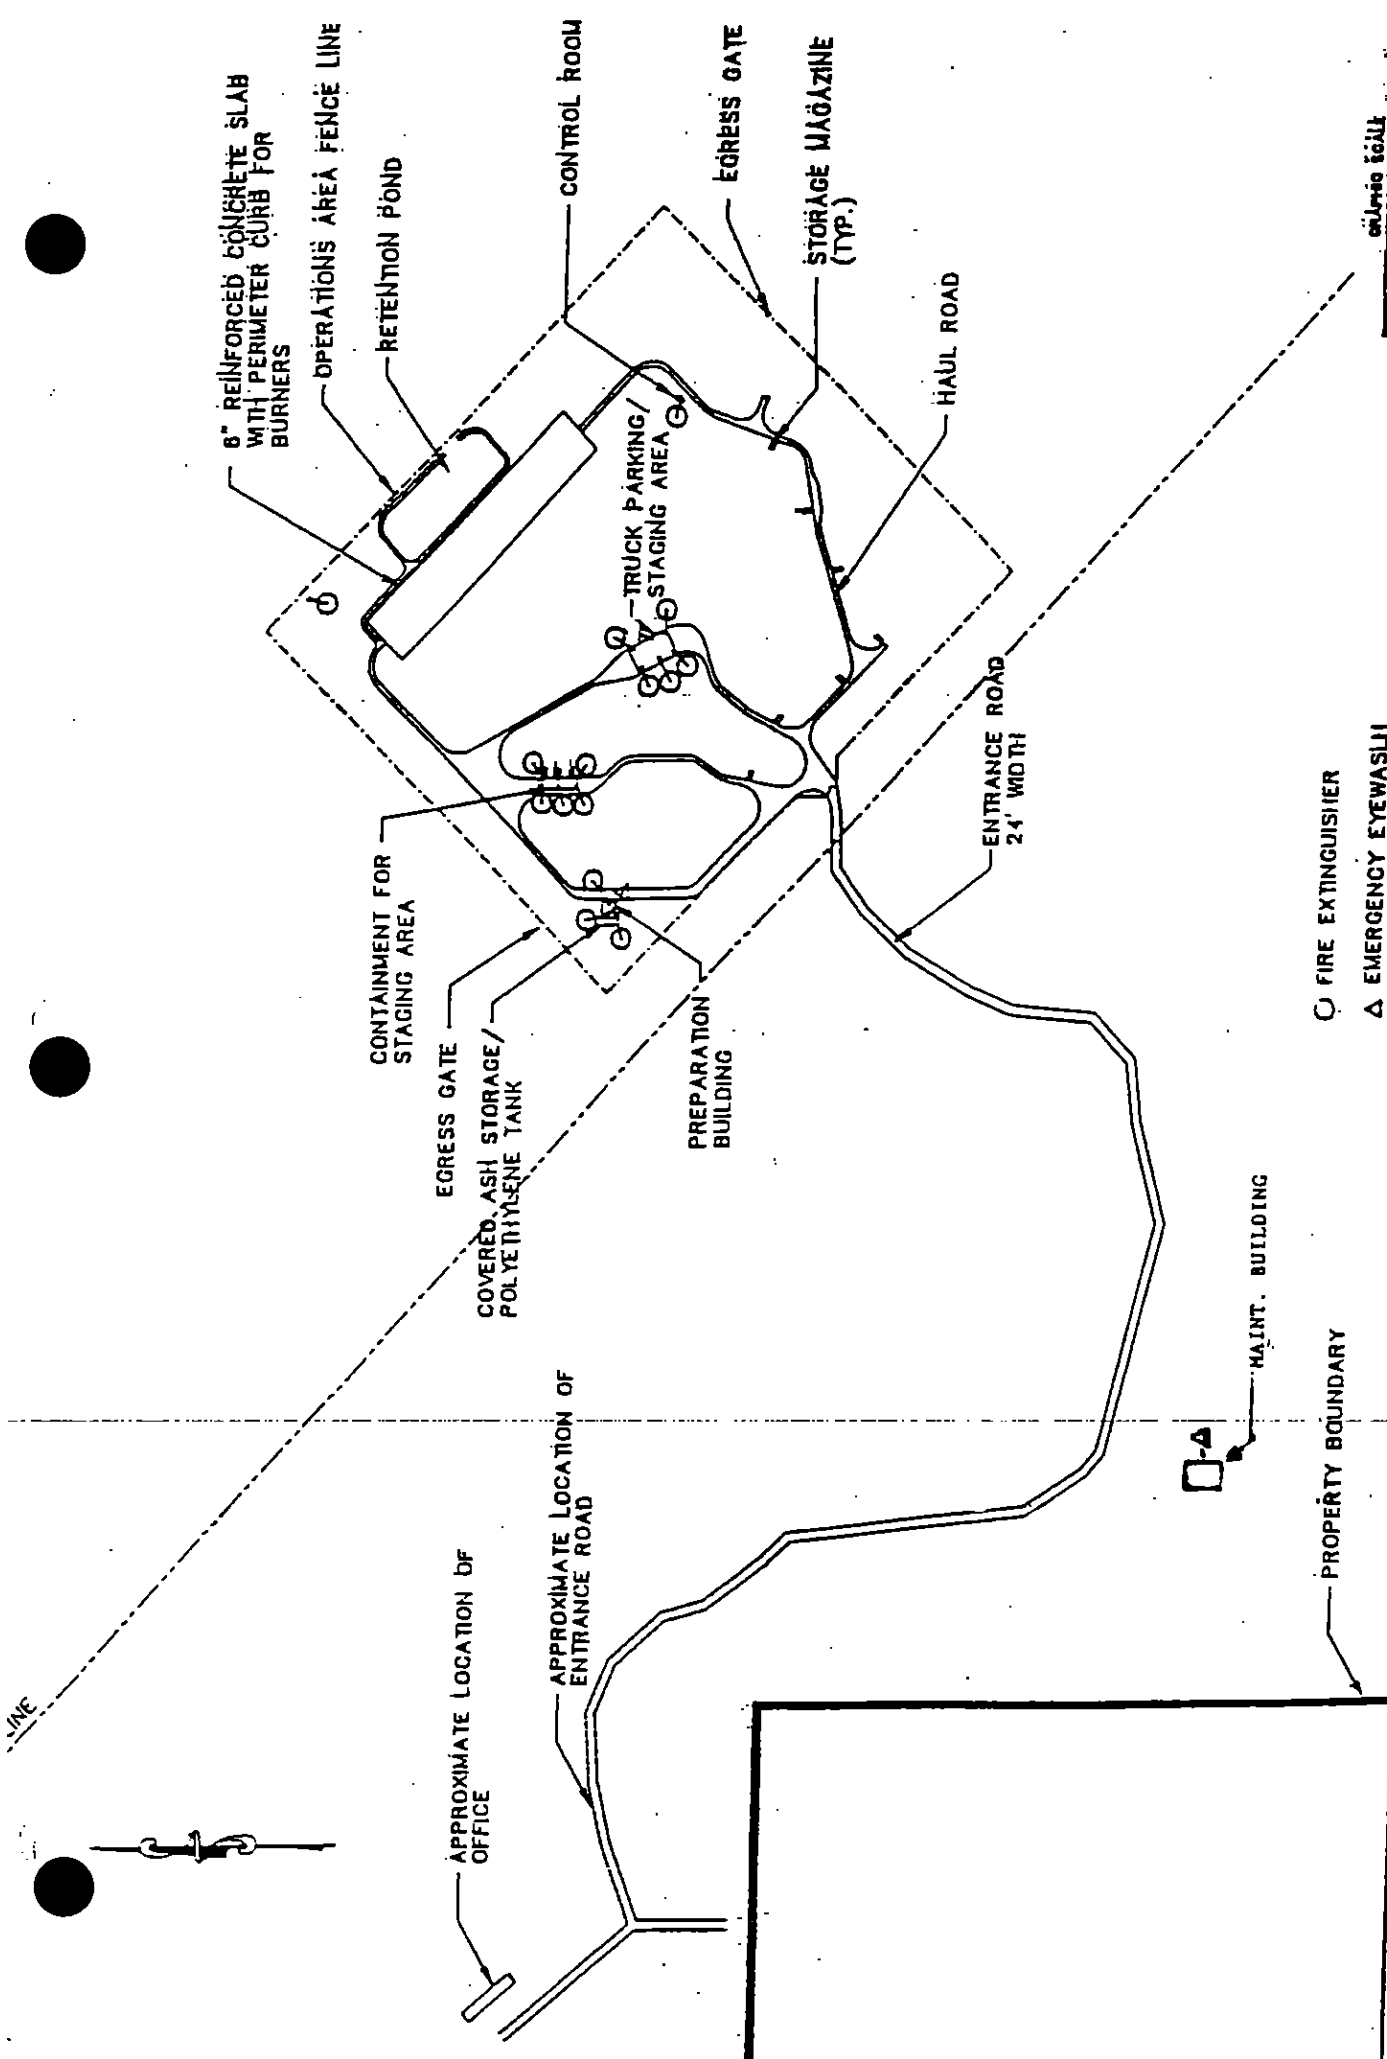 6" REINFORCED CONCRETE SLAB
WITH PERIMETER CURB FOR
BURNERS
OPERATIONS AREA FENCE LINE
RETENTION POND
CONTROL ROOM
EGRESS GATE
STORAGE MAGAZINE
(TYP.)
HAUL ROAD
TRUCK PARKING/
STAGING AREA
ENTRANCE ROAD
24' WIDTH
CONTAINMENT FOR
STAGING AREA
EGRESS GATE
COVERED ASH STORAGE/
POLYETHYLENE TANK
PREPARATION
BUILDING
GRAPHIC SCALE
FIRE EXTINGUISHER
EMERGENCY EYEWASH
MAINT. BUILDING
PROPERTY BOUNDARY
APPROXIMATE LOCATION OF
ENTRANCE ROAD
APPROXIMATE LOCATION OF
OFFICE
LINE